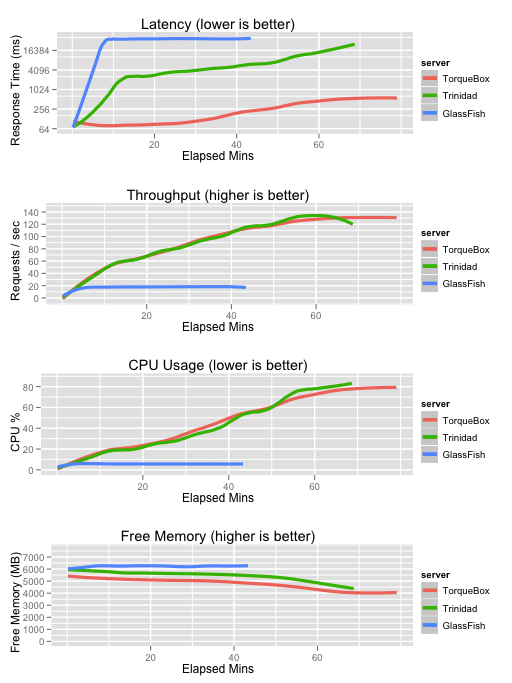 Latency (lower is better)
Response Time (ms)
16384
4096
1024
256
64
20
40
60
Elapsed Mins
server
TorqueBox
Trinidad
GlassFish
Throughput (higher is better)
Requests / sec
140
120
100
80
60
40
20
0
20
40
60
Elapsed Mins
server
TorqueBox
Trinidad
GlassFish
CPU Usage (lower is better)
CPU %
80
60
40
20
0
20
40
60
Elapsed Mins
server
TorqueBox
Trinidad
GlassFish
Free Memory (higher is better)
Free Memory (MB)
7000
6000
5000
4000
3000
2000
1000
0
20
40
60
Elapsed Mins
server
TorqueBox
Trinidad
GlassFish